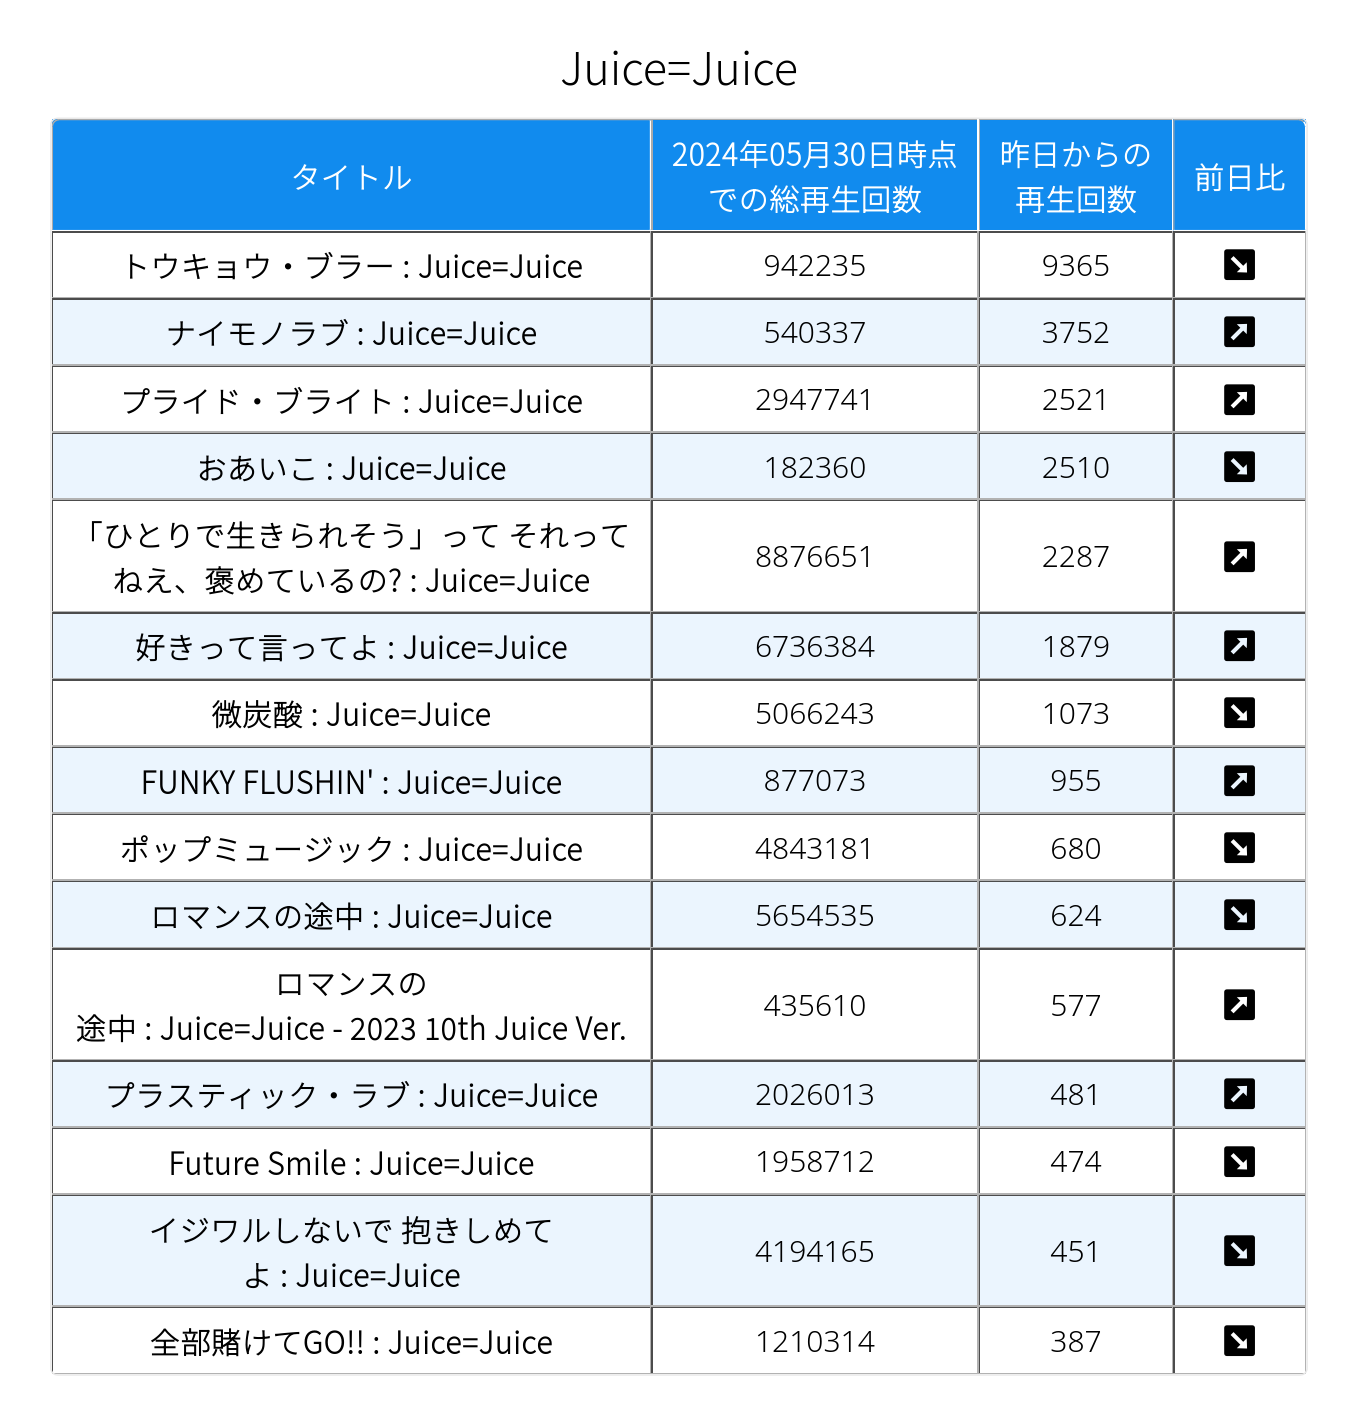 Juice=Juice
タイトル
2024年05月30日時点
での総再生回数
昨日からの
再生回数
前日比
トウキョウ・ブラー : Juice=Juice 942235 9365
ナイモノラブ : Juice=Juice 540337 3752
プライド・ブライト : Juice=Juice 2947741 2521
おあいこ : Juice=Juice 182360 2510
「ひとりで生きられそう」って それって
ねえ、褒めているの? : Juice=Juice 8876651 2287
好きって言ってよ : Juice=Juice 6736384 1879
微炭酸 : Juice=Juice 5066243 1073
FUNKY FLUSHIN' : Juice=Juice 877073 955
ポップミュージック : Juice=Juice 4843181 680
ロマンスの途中 : Juice=Juice 5654535 624
ロマンスの
途中 : Juice=Juice - 2023 10th Juice Ver. 435610 577
プラスティック・ラブ : Juice=Juice 2026013 481
Future Smile : Juice=Juice 1958712 474
イジワルしないで 抱きしめて
よ : Juice=Juice 4194165 451
全部賭けてGO!! : Juice=Juice 1210314 387